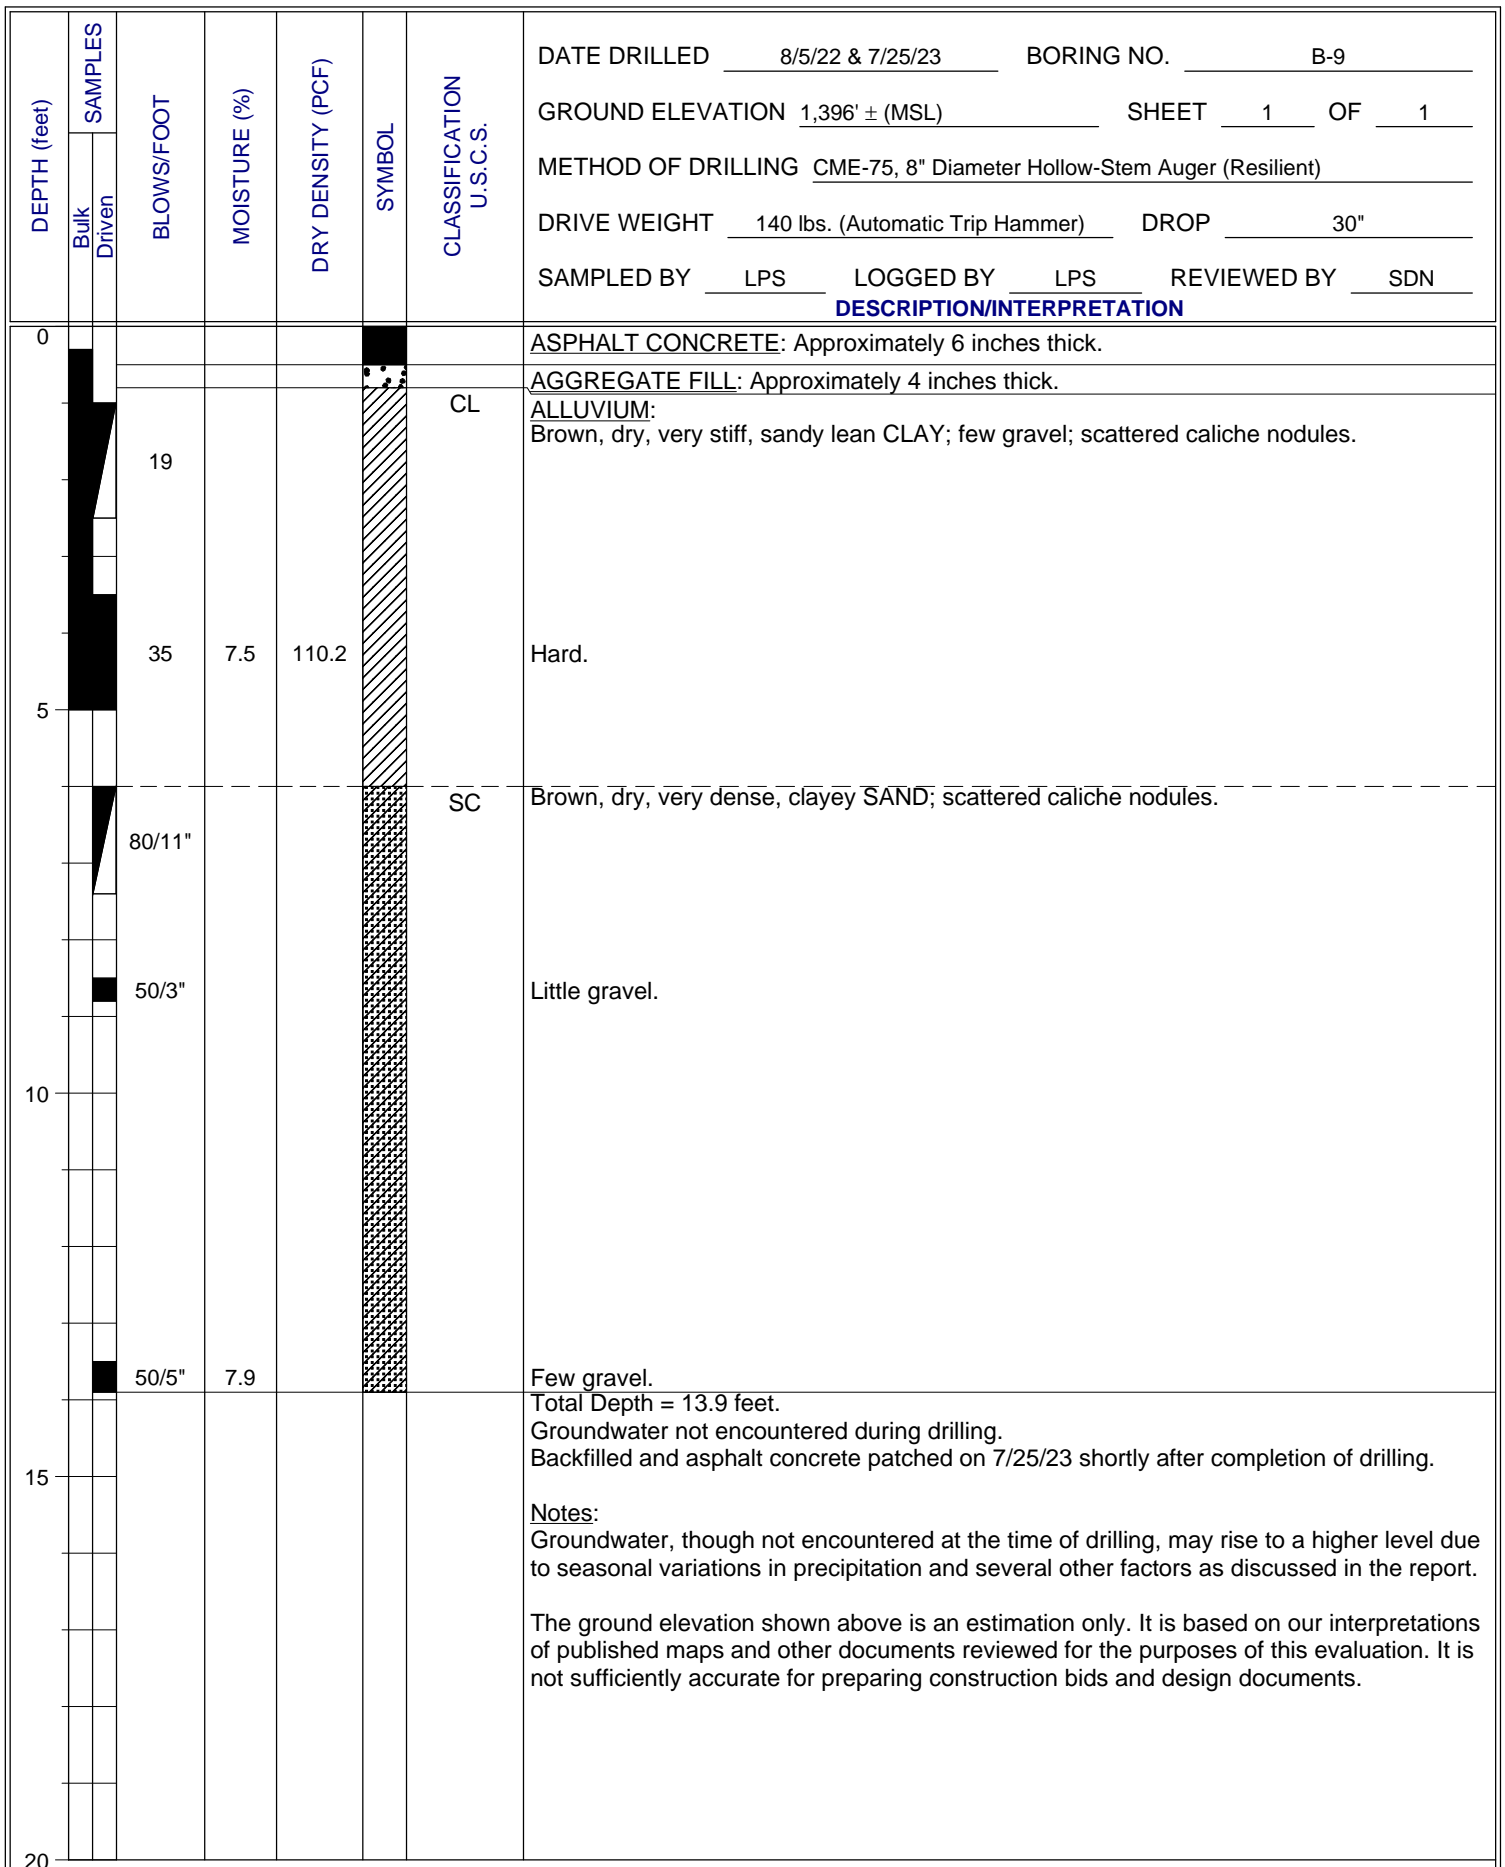 DEPTH (feet)
SAMPLES
Bulk
Driven
BLOWS/FOOT
MOISTURE (%)
DRY DENSITY (PCF)
SYMBOL
CLASSIFICATION
U.S.C.S.
DATE DRILLED 8/5/22 & 7/25/23 BORING NO. B-9
GROUND ELEVATION 1,396' ± (MSL) SHEET 1 OF 1
METHOD OF DRILLING CME-75, 8" Diameter Hollow-Stem Auger (Resilient)
DRIVE WEIGHT 140 lbs. (Automatic Trip Hammer) DROP 30"
SAMPLED BY LPS LOGGED BY LPS REVIEWED BY SDN
DESCRIPTION/INTERPRETATION
0 ASPHALT CONCRETE: Approximately 6 inches thick.
AGGREGATE FILL: Approximately 4 inches thick.
CL ALLUVIUM:
Brown, dry, very stiff, sandy lean CLAY; few gravel; scattered caliche nodules.
19
35 7.5 110.2 Hard.
5
SC Brown, dry, very dense, clayey SAND; scattered caliche nodules.
80/11"
50/3" Little gravel.
10
50/5" 7.9 Few gravel.
Total Depth = 13.9 feet.
Groundwater not encountered during drilling.
Backfilled and asphalt concrete patched on 7/25/23 shortly after completion of drilling.
15
Notes:
Groundwater, though not encountered at the time of drilling, may rise to a higher level due
to seasonal variations in precipitation and several other factors as discussed in the report.
The ground elevation shown above is an estimation only. It is based on our interpretations
of published maps and other documents reviewed for the purposes of this evaluation. It is
not sufficiently accurate for preparing construction bids and design documents.
20